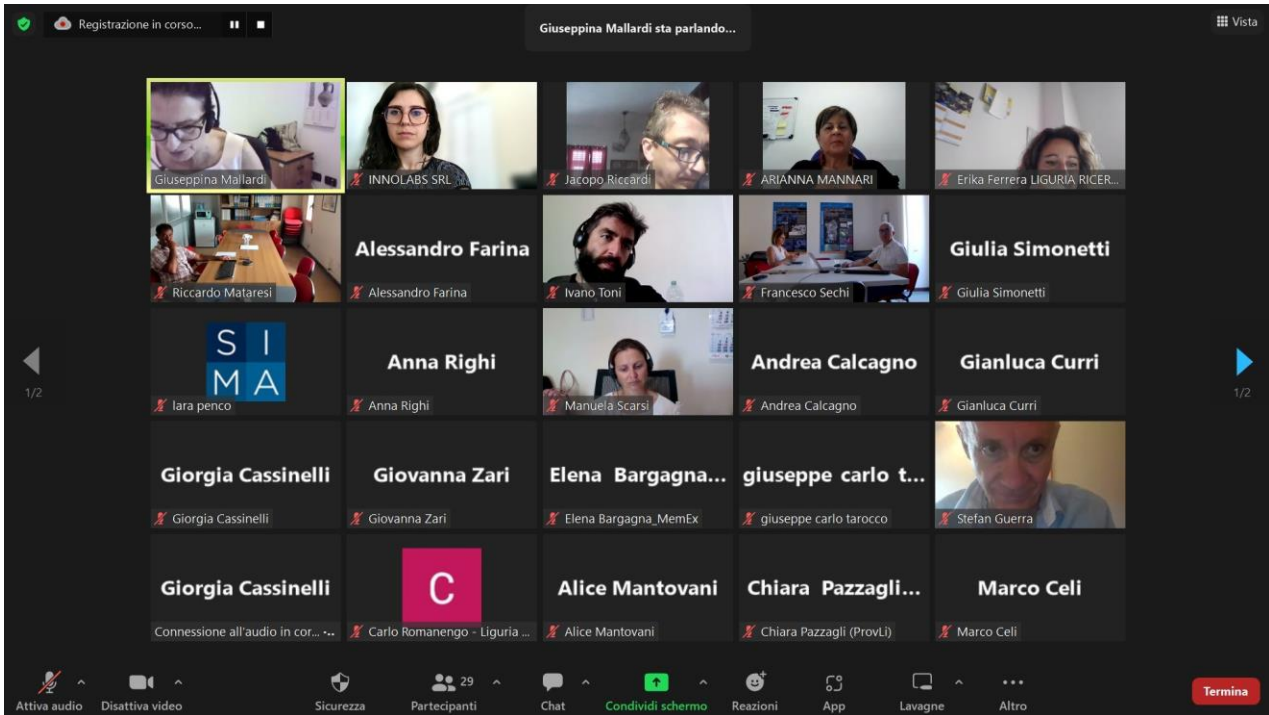 Registrazione in corso...
Giuseppina Mallardi sta parlando...
Vista
Giuseppina Mallardi
INNOLABS SRL
Jacopo Riccardi
ARIANNA MANNARI
Erika Ferrera LIGURIA RICER...
Riccardo Mataresi
Alessandro Farina
Alessandro Farina
Ivano Toni
Francesco Sechi
Giulia Simonetti
Giulia Simonetti
S I
M A
lara penco
Anna Righi
Anna Righi
Manuela Scarsi
Andrea Calcagno
Andrea Calcagno
Gianluca Curri
Gianluca Curri
1/2
1/2
Giorgia Cassinelli
Giorgia Cassinelli
Giovanna Zari
Giovanna Zari
Elena Bargagna...
Elena Bargagna_MemEx
giuseppe carlo t...
giuseppe carlo tarocco
Stefan Guerra
Giorgia Cassinelli
Connessione all'audio in cor...
C
Carlo Romanengo - Liguria ...
Alice Mantovani
Alice Mantovani
Chiara Pazzagli...
Chiara Pazzagli (ProvLi)
Marco Celi
Marco Celi
Attiva audio
Disattiva video
Sicurezza
29
Partecipanti
Chat
Condividi schermo
Reazioni
App
Lavagne
Altro
Termina